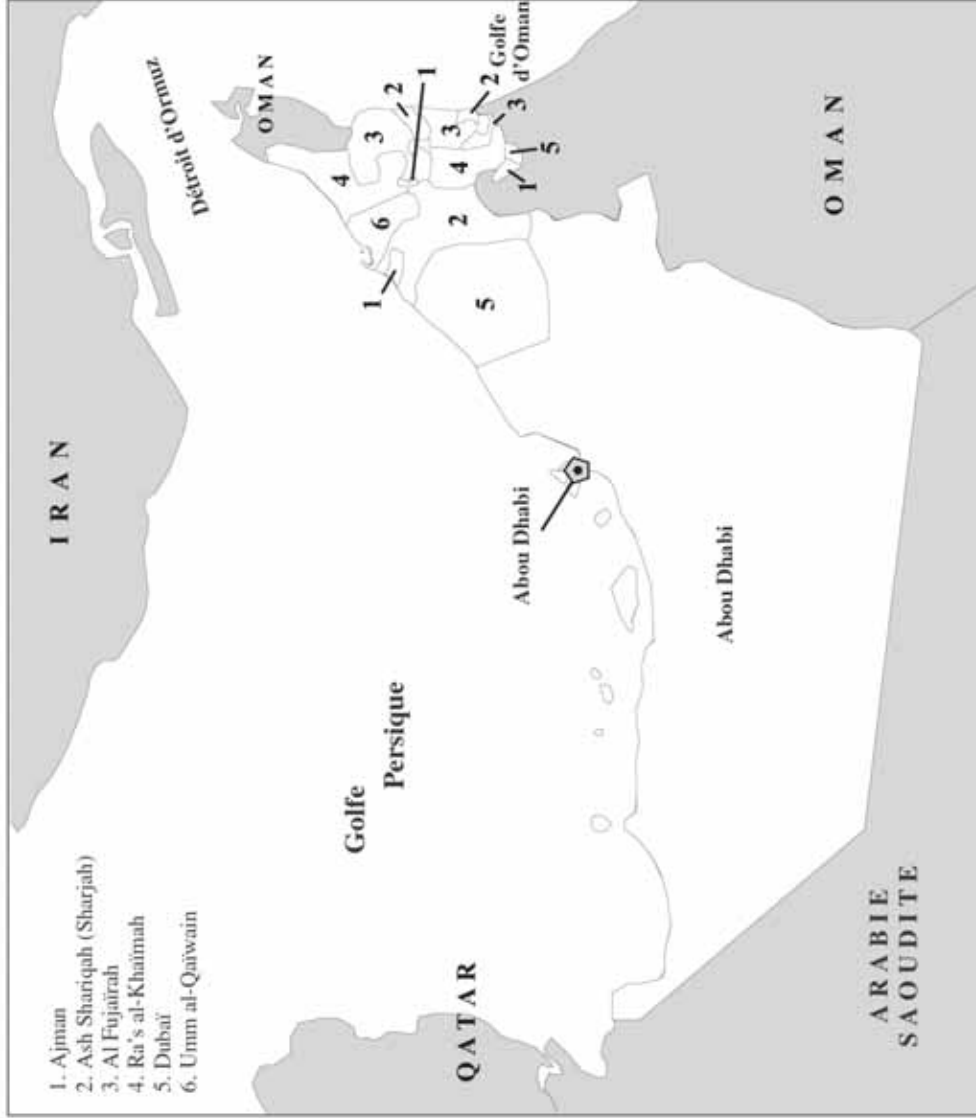 1. Ajman
2. Ash Shariqah (Sharjah)
3. Al Fujaïrah
4. Ra's al-Khaïmah
5. Dubaï
6. Umm al-Qaïwain
IRAN
Détroit d'Ormuz
OMAN
Golfe
Persique
QATAR
Abou Dhabi
Abou Dhabi
ARABIE
SAOUDITE
OMAN
Golfe
d'Oman
4
3
2
1
6
1
2
4
3
2
3
5
1
5